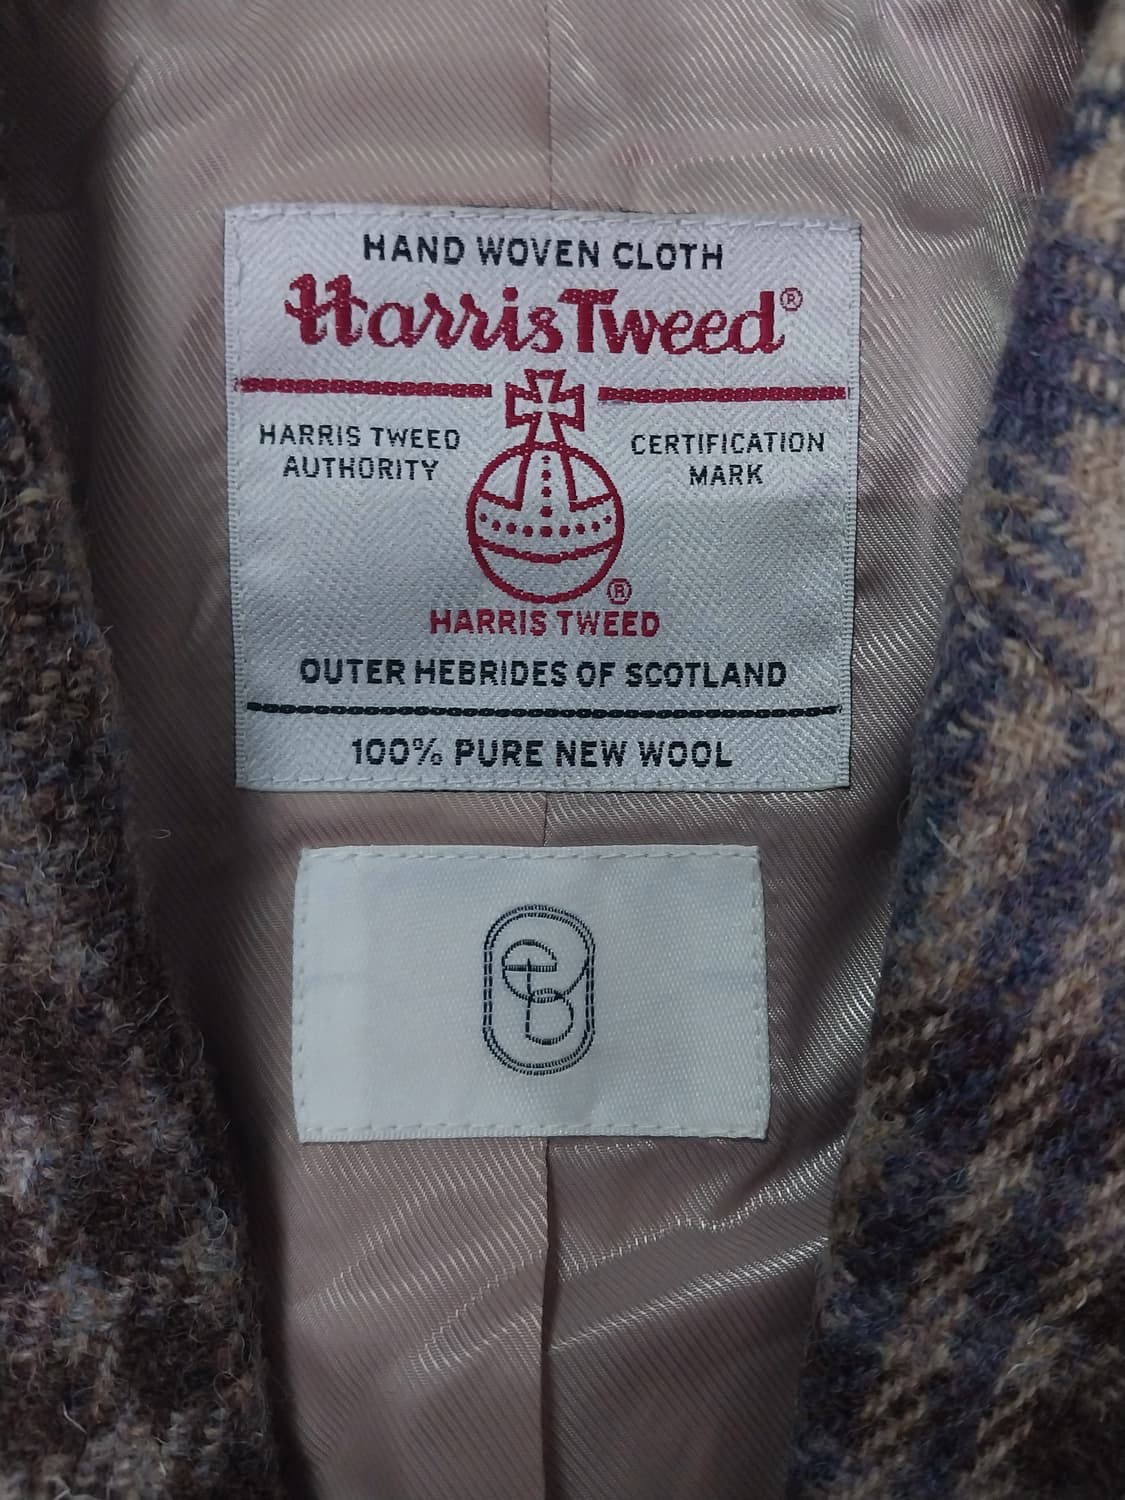 HAND WOVEN CLOTH
Harris Tweed®
HARRIS TWEED AUTHORITY
CERTIFICATION MARK
®
HARRIS TWEED
OUTER HEBRIDES OF SCOTLAND
100% PURE NEW WOOL